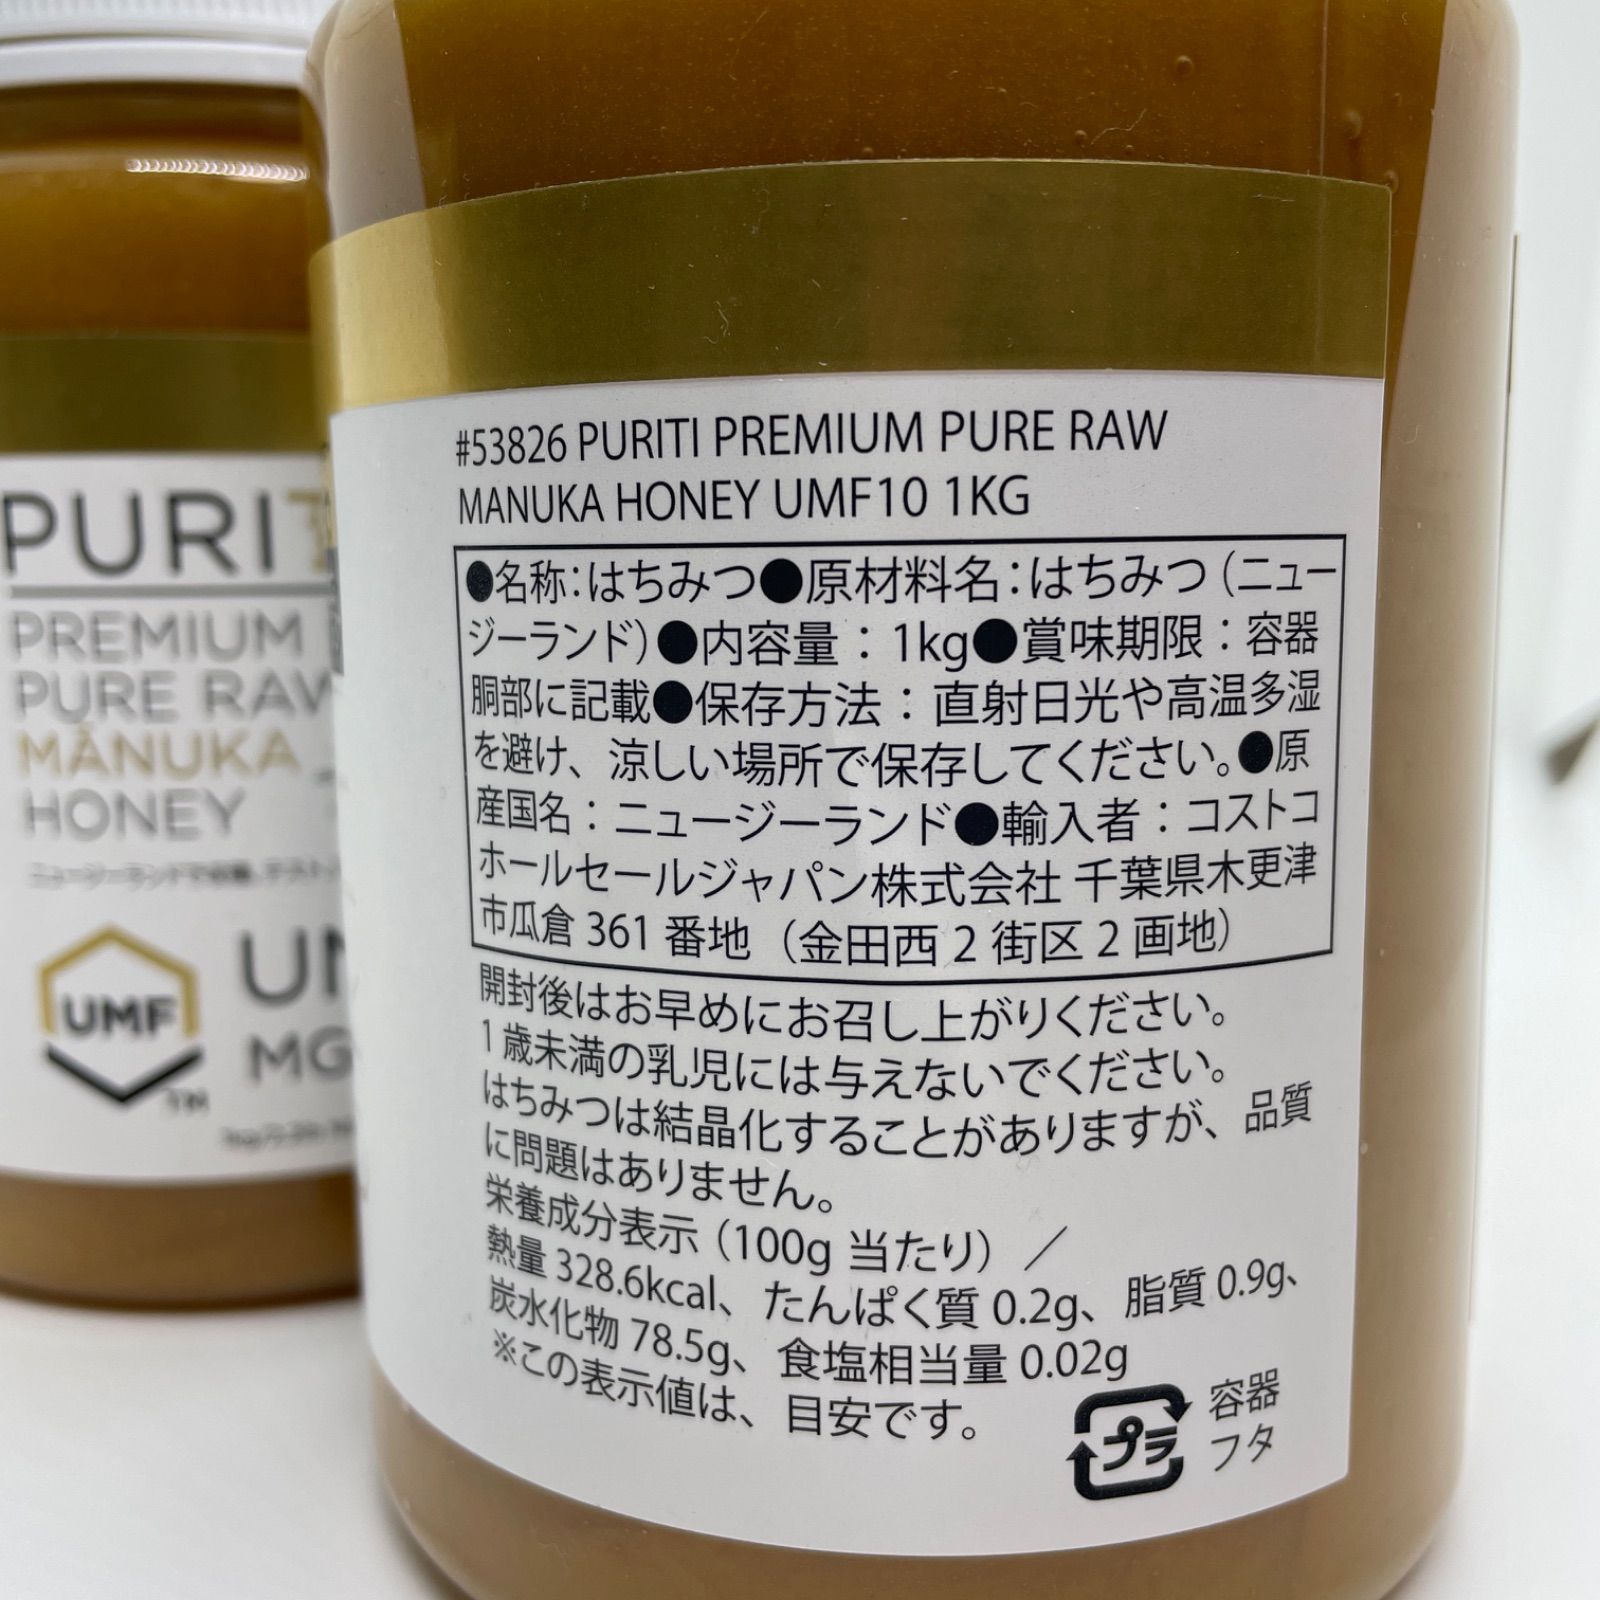 PURITI
PREMIUM
PURE RAW
MĀNUKA
HONEY
UMF
TM
#53826 PURITI PREMIUM PURE RAW
MANUKA HONEY UMF10 1KG
●名称：はちみつ●原材料名：はちみつ（ニュー
ジーランド）●内容量：1kg●賞味期限：容器
胴部に記載●保存方法：直射日光や高温多湿
を避け、涼しい場所で保存してください。●原
産国名：ニュージーランド●輸入者：コストコ
ホールセールジャパン株式会社 千葉県木更津
市瓜倉 361 番地（金田西 2 街区 2 画地）
開封後はお早めにお召し上がりください。
1 歳未満の乳児には与えないでください。
はちみつは結晶化することがありますが、品質
に問題はありません。
栄養成分表示（100g 当たり）／
熱量 328.6kcal、たんぱく質 0.2g、脂質 0.9g、
炭水化物 78.5g、食塩相当量 0.02g
※この表示値は、目安です。
プラ
容器
フタ